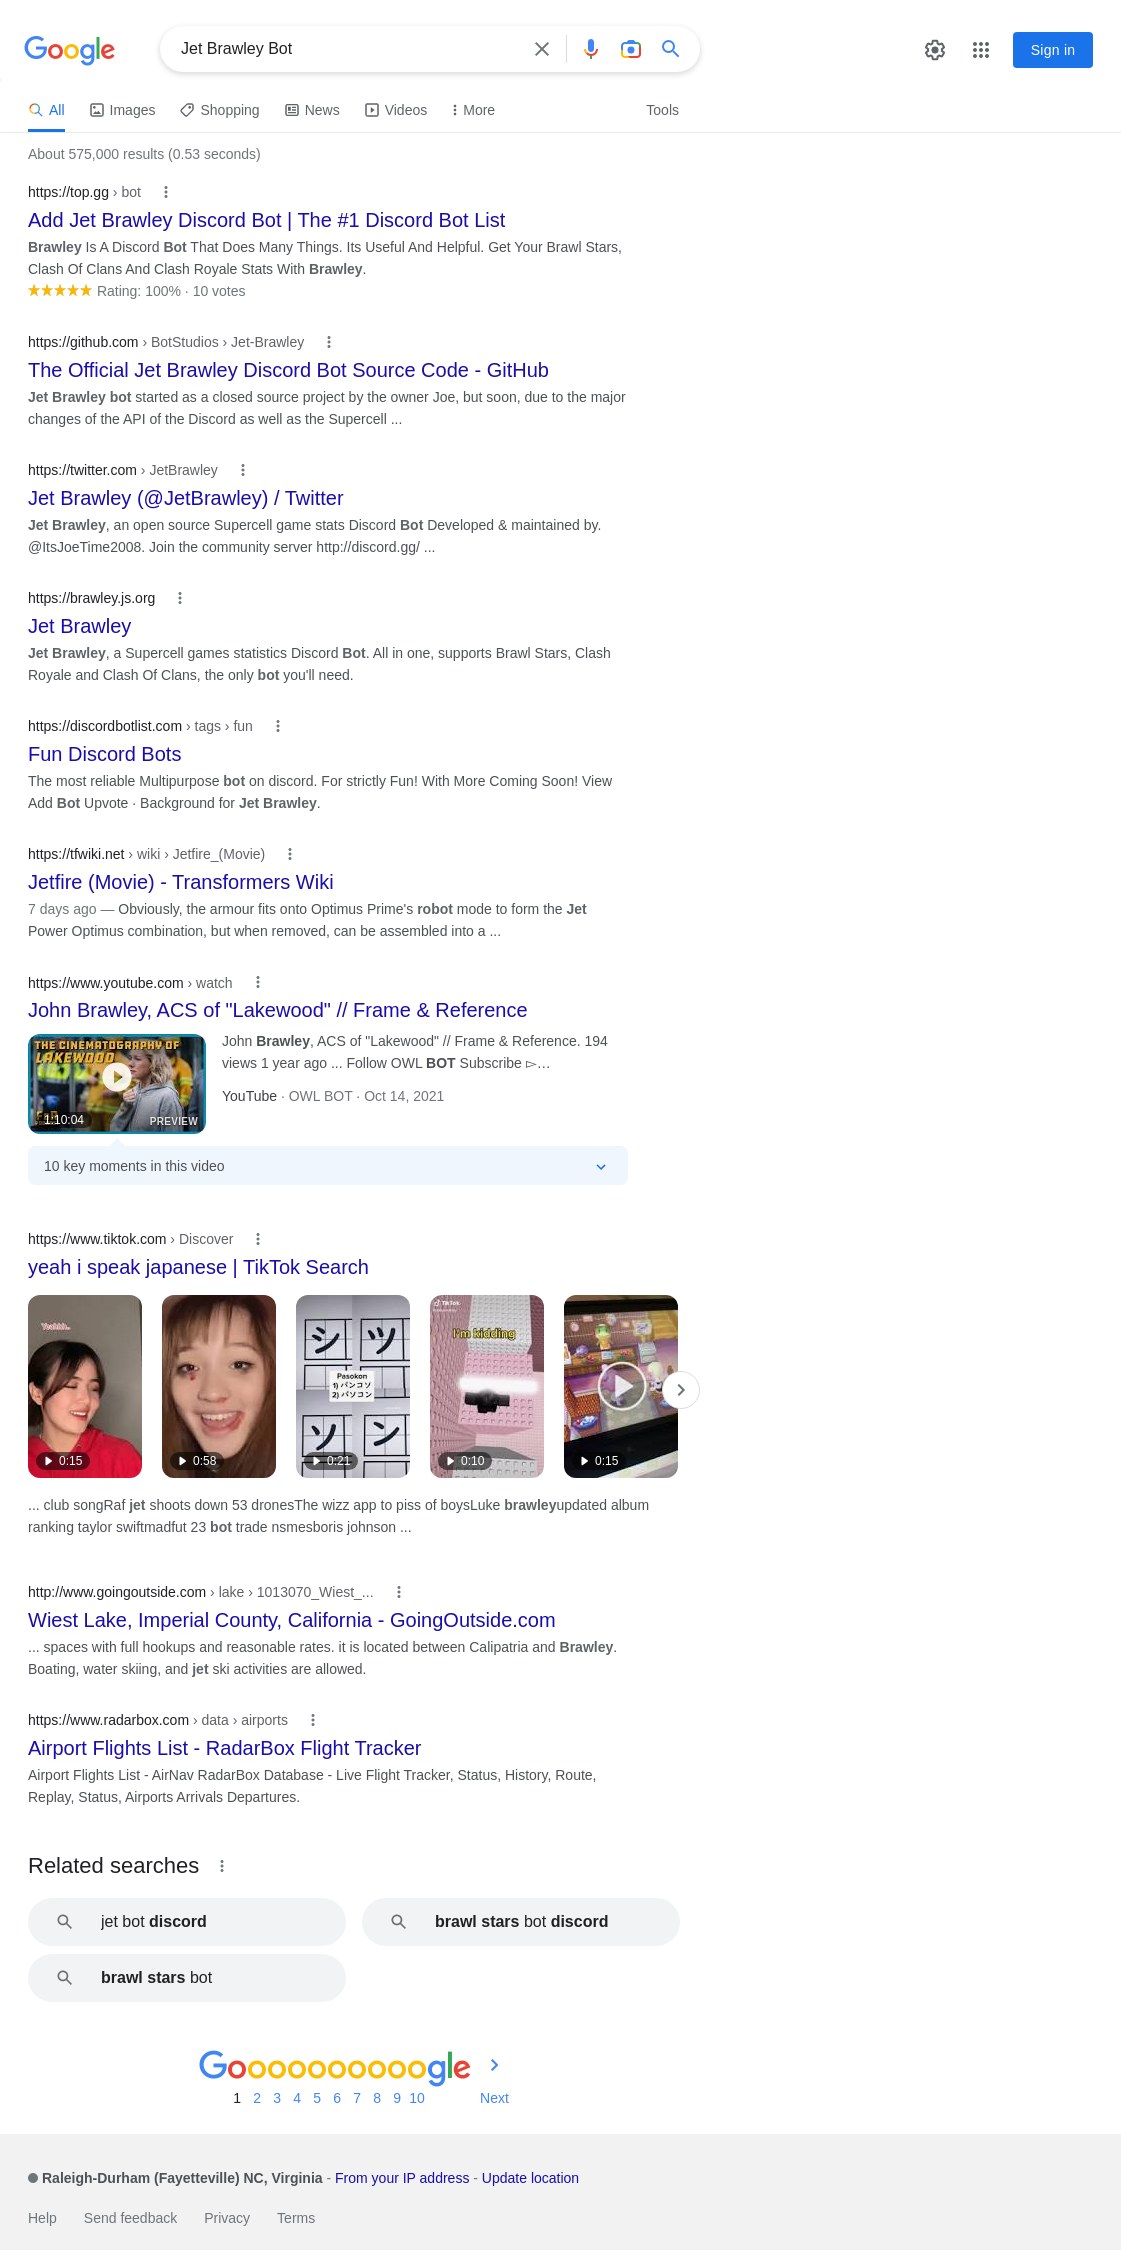 Google
Jet Brawley Bot
Sign in
All
Images
Shopping
News
Videos
More
Tools
About 575,000 results (0.53 seconds)
https://top.gg › bot
Add Jet Brawley Discord Bot | The #1 Discord Bot List
Brawley Is A Discord Bot That Does Many Things. Its Useful And Helpful. Get Your Brawl Stars,
Clash Of Clans And Clash Royale Stats With Brawley.
Rating: 100% · 10 votes
https://github.com › BotStudios › Jet-Brawley
The Official Jet Brawley Discord Bot Source Code - GitHub
Jet Brawley bot started as a closed source project by the owner Joe, but soon, due to the major
changes of the API of the Discord as well as the Supercell ...
https://twitter.com › JetBrawley
Jet Brawley (@JetBrawley) / Twitter
Jet Brawley, an open source Supercell game stats Discord Bot Developed & maintained by.
@ItsJoeTime2008. Join the community server http://discord.gg/ ...
https://brawley.js.org
Jet Brawley
Jet Brawley, a Supercell games statistics Discord Bot. All in one, supports Brawl Stars, Clash
Royale and Clash Of Clans, the only bot you'll need.
https://discordbotlist.com › tags › fun
Fun Discord Bots
The most reliable Multipurpose bot on discord. For strictly Fun! With More Coming Soon! View
Add Bot Upvote · Background for Jet Brawley.
https://tfwiki.net › wiki › Jetfire_(Movie)
Jetfire (Movie) - Transformers Wiki
7 days ago — Obviously, the armour fits onto Optimus Prime's robot mode to form the Jet
Power Optimus combination, but when removed, can be assembled into a ...
https://www.youtube.com › watch
John Brawley, ACS of "Lakewood" // Frame & Reference
THE CINEMATOGRAPHY OF
LAKEWOOD
1:10:04
PREVIEW
John Brawley, ACS of "Lakewood" // Frame & Reference. 194
views 1 year ago ... Follow OWL BOT Subscribe ▻…
YouTube · OWL BOT · Oct 14, 2021
10 key moments in this video
https://www.tiktok.com › Discover
yeah i speak japanese | TikTok Search
Yeahhh..
0:15
0:58
シ ツ
Pasokon
1) パンコソ
2) パソコン
ソ ン
0:21
TikTok
I'm kidding
0:10
0:15
... club songRaf jet shoots down 53 dronesThe wizz app to piss of boysLuke brawleyupdated album
ranking taylor swiftmadfut 23 bot trade nsmesboris johnson ...
http://www.goingoutside.com › lake › 1013070_Wiest_...
Wiest Lake, Imperial County, California - GoingOutside.com
... spaces with full hookups and reasonable rates. it is located between Calipatria and Brawley.
Boating, water skiing, and jet ski activities are allowed.
https://www.radarbox.com › data › airports
Airport Flights List - RadarBox Flight Tracker
Airport Flights List - AirNav RadarBox Database - Live Flight Tracker, Status, History, Route,
Replay, Status, Airports Arrivals Departures.
Related searches
jet bot discord
brawl stars bot discord
brawl stars bot
Goooooooooogle
1 2 3 4 5 6 7 8 9 10 Next
Raleigh-Durham (Fayetteville) NC, Virginia - From your IP address - Update location
Help
Send feedback
Privacy
Terms